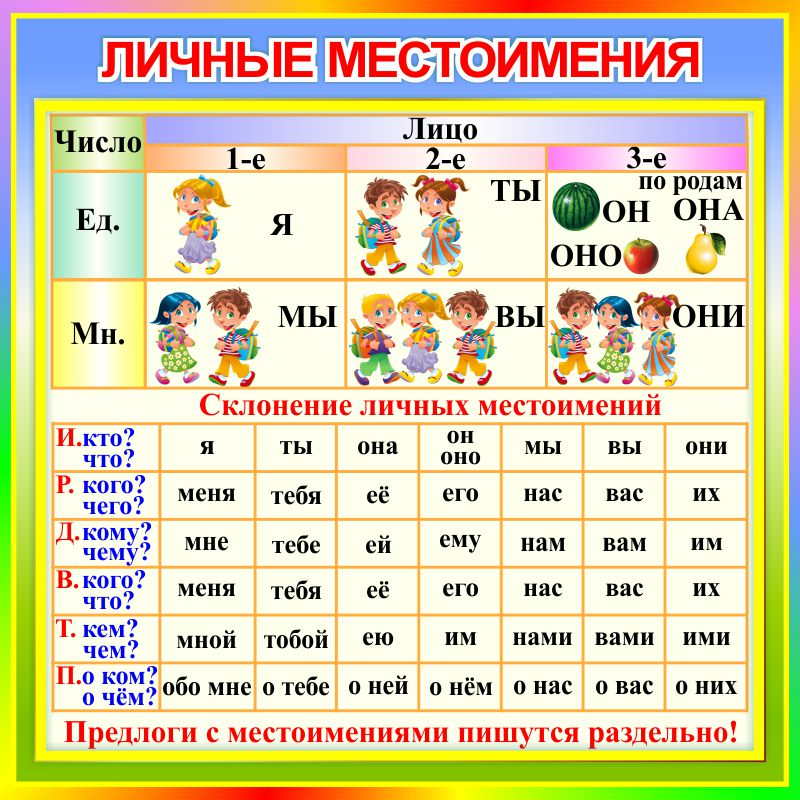 ЛИЧНЫЕ МЕСТОИМЕНИЯ
Число Лицо
1-е 2-е 3-е
по родам
Ед. Я ТЫ ОН ОНА
ОНО
Мн. МЫ ВЫ ОНИ
Склонение личных местоимений
И.кто? что? я ты она он оно мы вы они
Р. кого? чего? меня тебя её его нас вас их
Д.кому? чему? мне тебе ей ему нам вам им
В.кого? что? меня тебя её его нас вас их
Т. кем? чем? мной тобой ею им нами вами ими
П.о ком? о чём? обо мне о тебе о ней о нём о нас о вас о них
Предлоги с местоимениями пишутся раздельно!